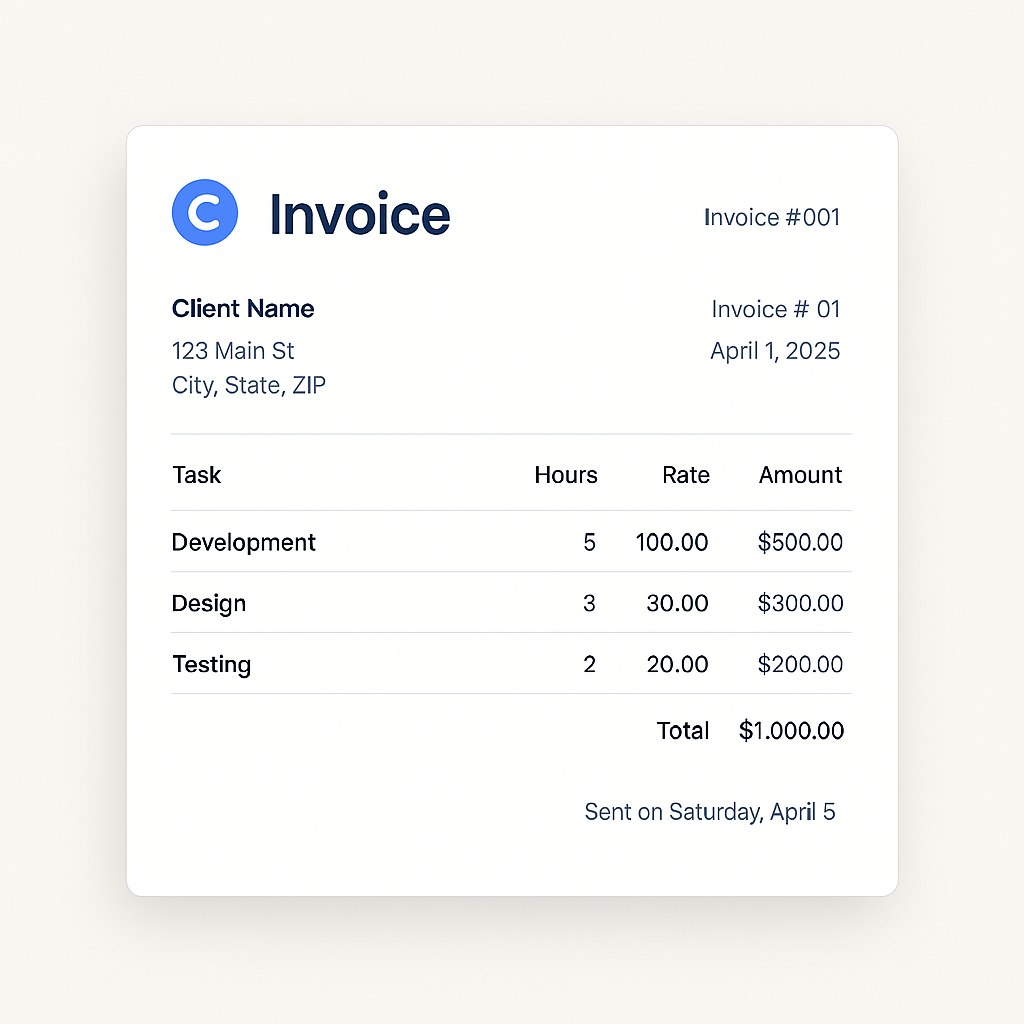 C Invoice Invoice #001
Client Name Invoice # 01
123 Main St April 1, 2025
City, State, ZIP
Task Hours Rate Amount
Development 5 100.00 $500.00
Design 3 30.00 $300.00
Testing 2 20.00 $200.00
Total $1.000.00
Sent on Saturday, April 5